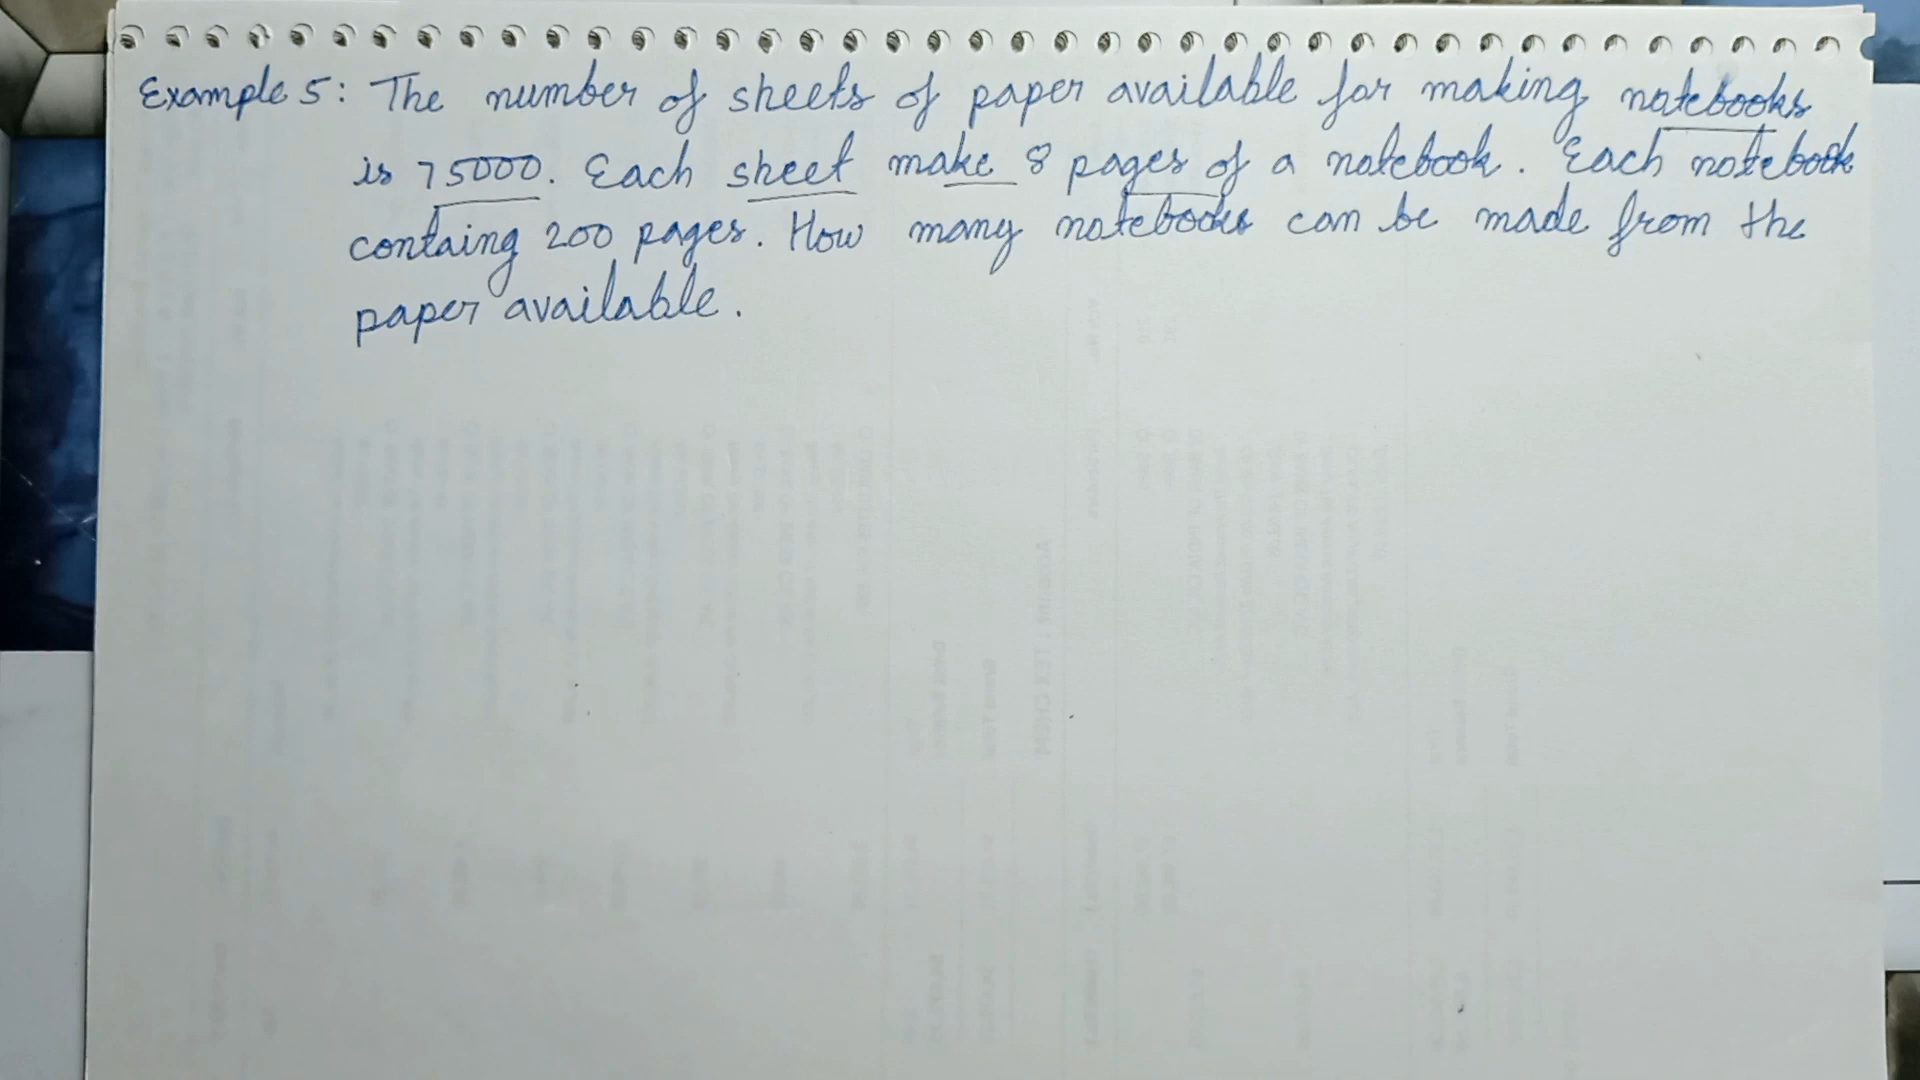 Example 5: The number of sheets of paper available for making notebooks
is 75000. Each sheet make 8 pages of a notebook. Each notebook
containg 200 pages. How many notebooks can be made from the
paper available.